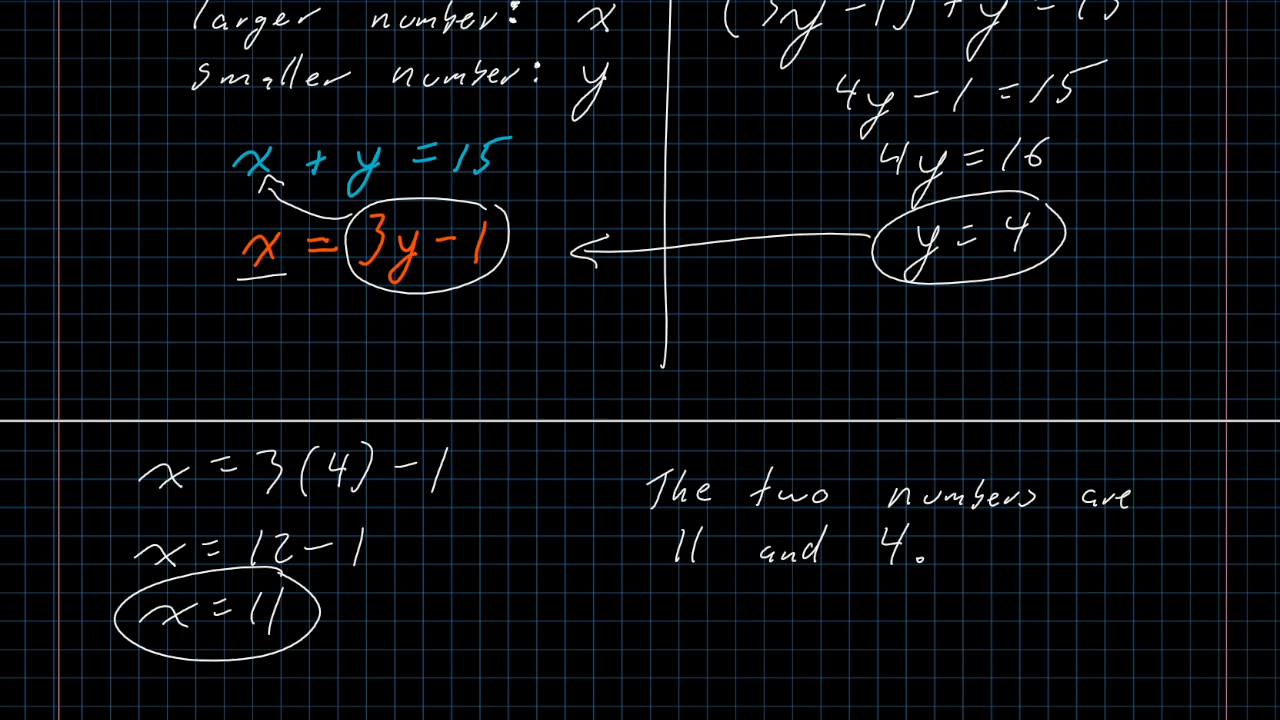 larger number: x
smaller number: y
x + y = 15
x = 3y - 1
(3y - 1) + y = 15
4y - 1 = 15
4y = 16
y = 4
x = 3(4) - 1
x = 12 - 1
x = 11
The two numbers are
11 and 4.